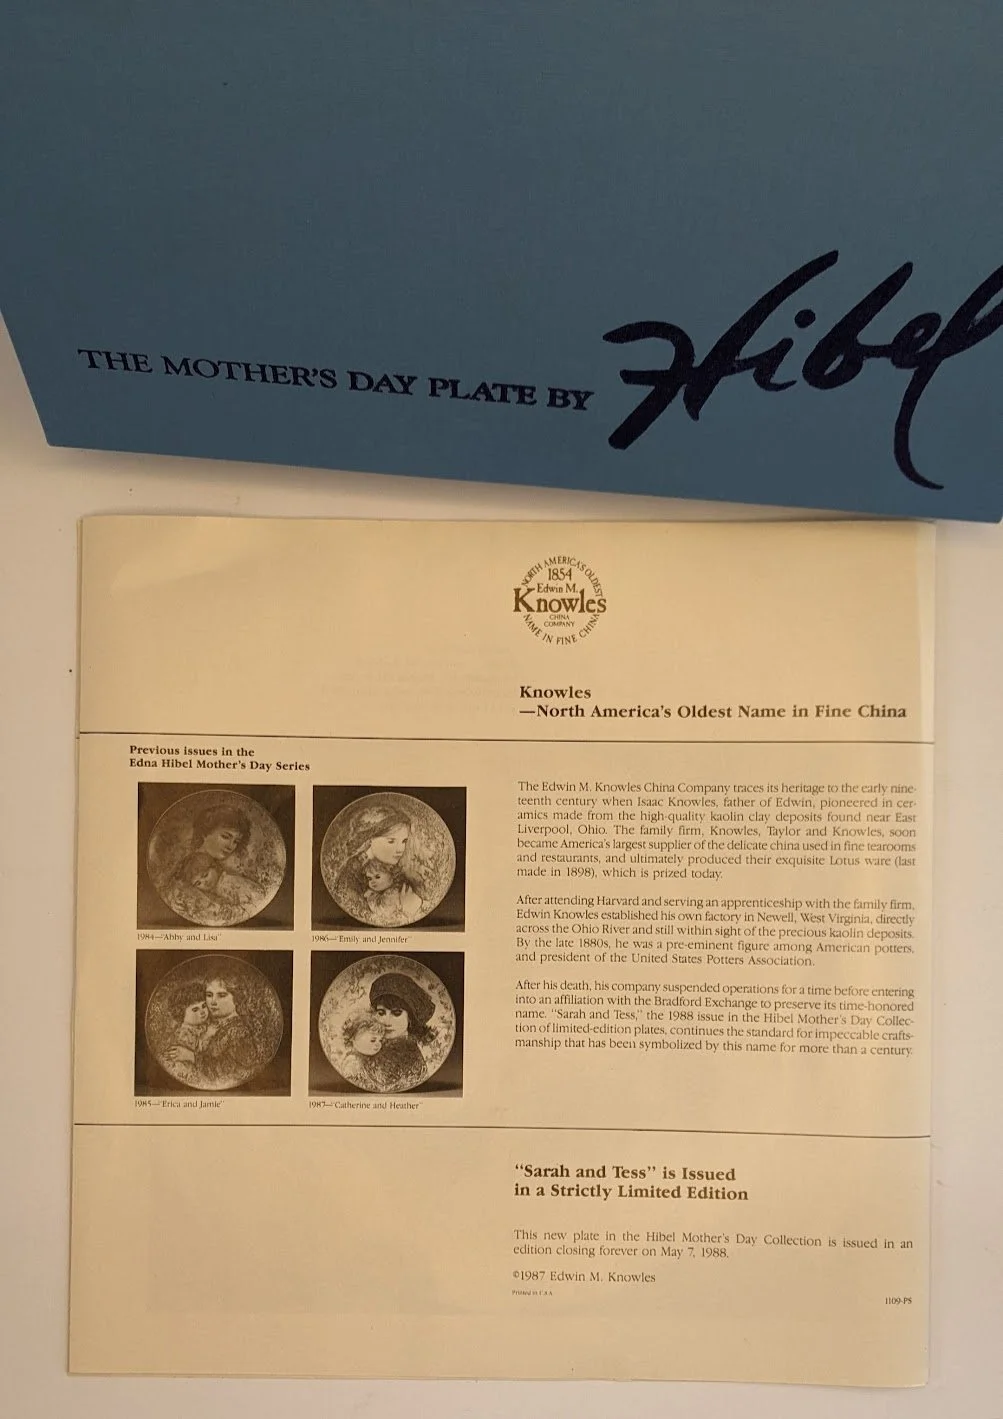 THE MOTHER'S DAY PLATE BY Hibel
NORTH AMERICA'S OLDEST
1854
Edwin M.
Knowles
CHINA
COMPANY
NAME IN FINE CHINA
Knowles
—North America's Oldest Name in Fine China
Previous issues in the
Edna Hibel Mother's Day Series
1984—"Abby and Lisa"
1986—"Emily and Jennifer"
1985—"Erica and Jamie"
1987—"Catherine and Heather"
The Edwin M. Knowles China Company traces its heritage to the early nine-
teenth century when Isaac Knowles, father of Edwin, pioneered in cer-
amics made from the high-quality kaolin clay deposits found near East
Liverpool, Ohio. The family firm, Knowles, Taylor and Knowles, soon
became America's largest supplier of the delicate china used in fine tearooms
and restaurants, and ultimately produced their exquisite Lotus ware (last
made in 1898), which is prized today.
After attending Harvard and serving an apprenticeship with the family firm,
Edwin Knowles established his own factory in Newell, West Virginia, directly
across the Ohio River and still within sight of the precious kaolin deposits.
By the late 1880s, he was a pre-eminent figure among American potters,
and president of the United States Potters Association.
After his death, his company suspended operations for a time before entering
into an affiliation with the Bradford Exchange to preserve its time-honored
name. "Sarah and Tess," the 1988 issue in the Hibel Mother's Day Collec-
tion of limited-edition plates, continues the standard for impeccable crafts-
manship that has been symbolized by this name for more than a century.
"Sarah and Tess" is Issued
in a Strictly Limited Edition
This new plate in the Hibel Mother's Day Collection is issued in an
edition closing forever on May 7, 1988.
©1987 Edwin M. Knowles
Printed in U.S.A.
1109-PS